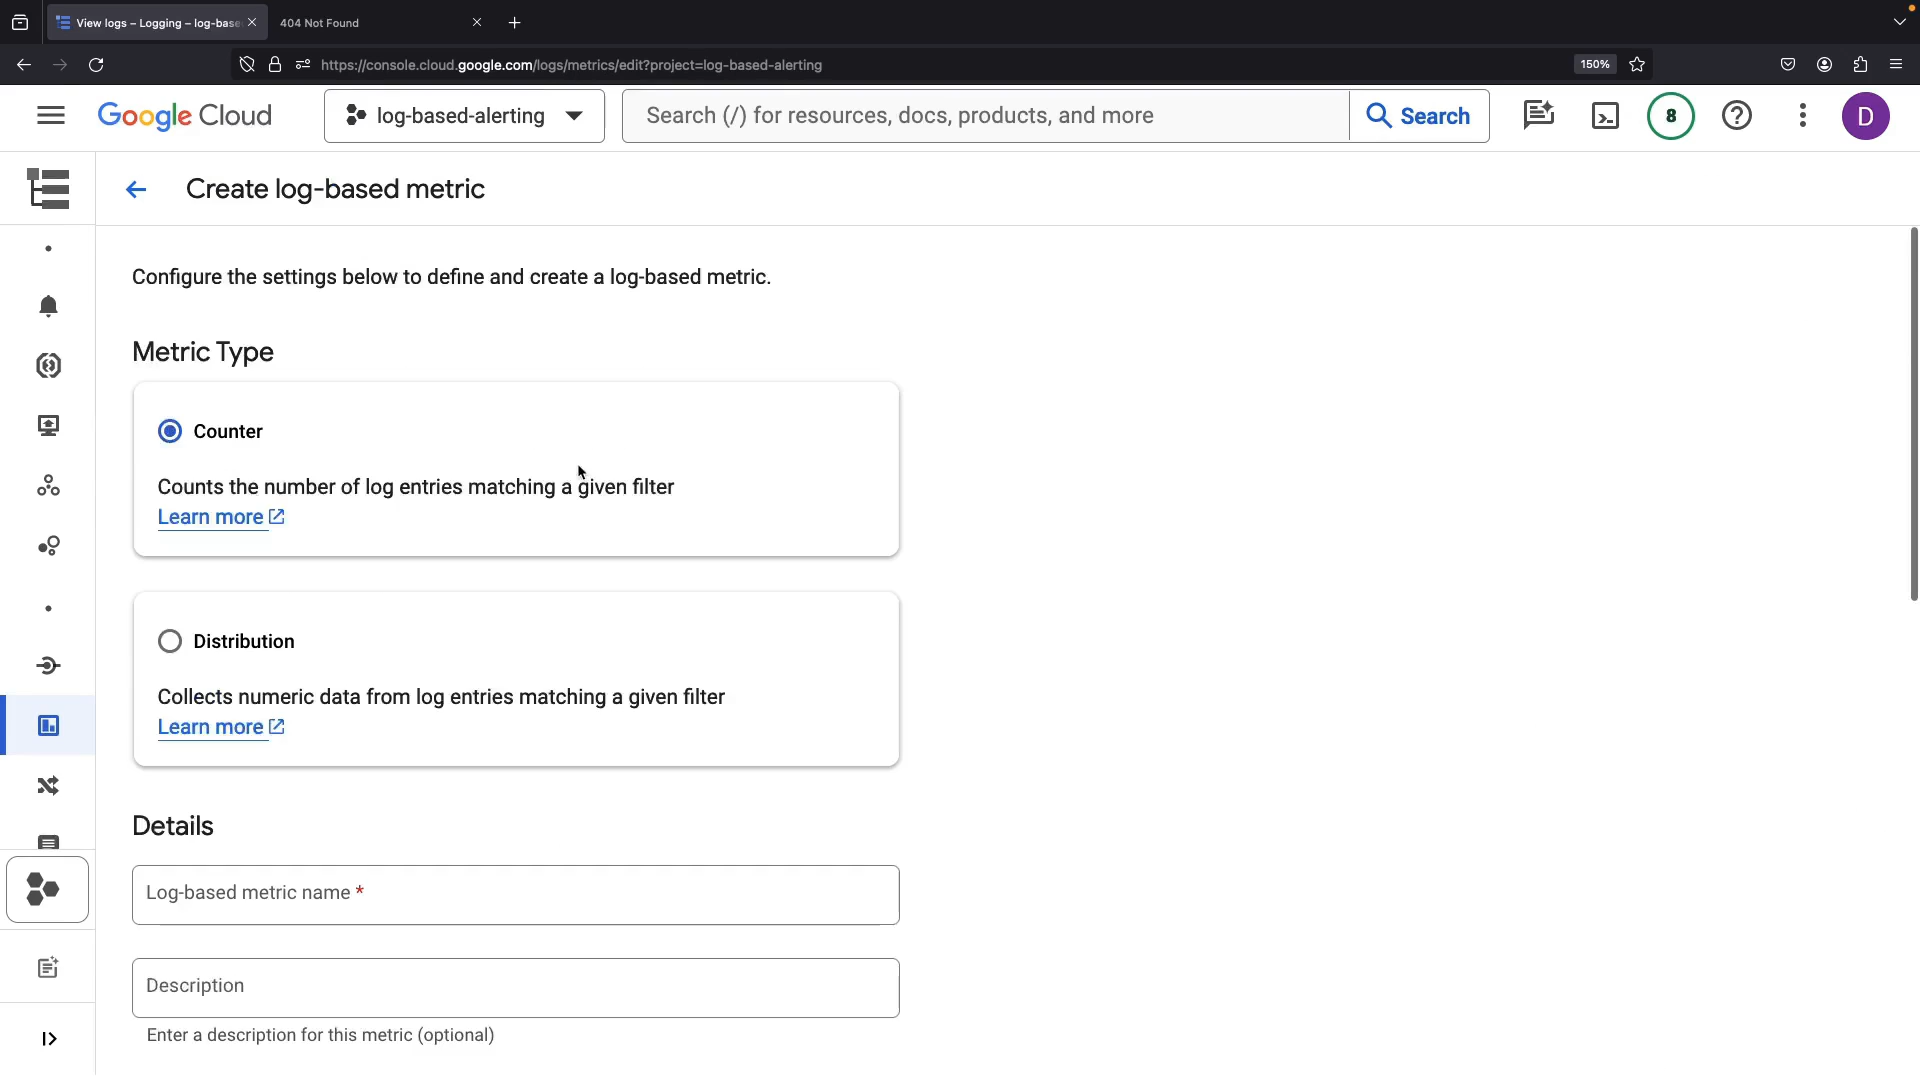 View logs – Logging – log-base
404 Not Found
https://console.cloud.google.com/logs/metrics/edit?project=log-based-alerting
150%
Google Cloud
log-based-alerting
Search (/) for resources, docs, products, and more
Search
8
D
Create log-based metric
Configure the settings below to define and create a log-based metric.
Metric Type
Counter
Counts the number of log entries matching a given filter
Learn more
Distribution
Collects numeric data from log entries matching a given filter
Learn more
Details
Log-based metric name *
Description
Enter a description for this metric (optional)